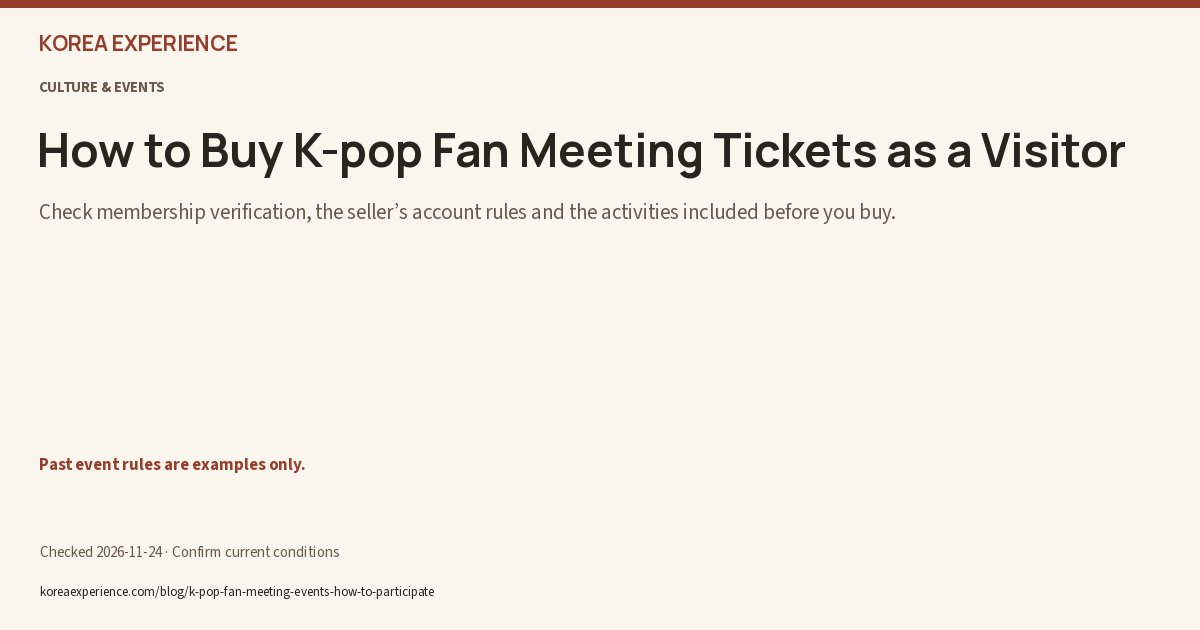 KOREA EXPERIENCE
CULTURE & EVENTS
How to Buy K-pop Fan Meeting Tickets as a Visitor
Check membership verification, the seller’s account rules and the activities included before you buy.
Past event rules are examples only.
Checked 2026-11-24 · Confirm current conditions
koreaexperience.com/blog/k-pop-fan-meeting-events-how-to-participate